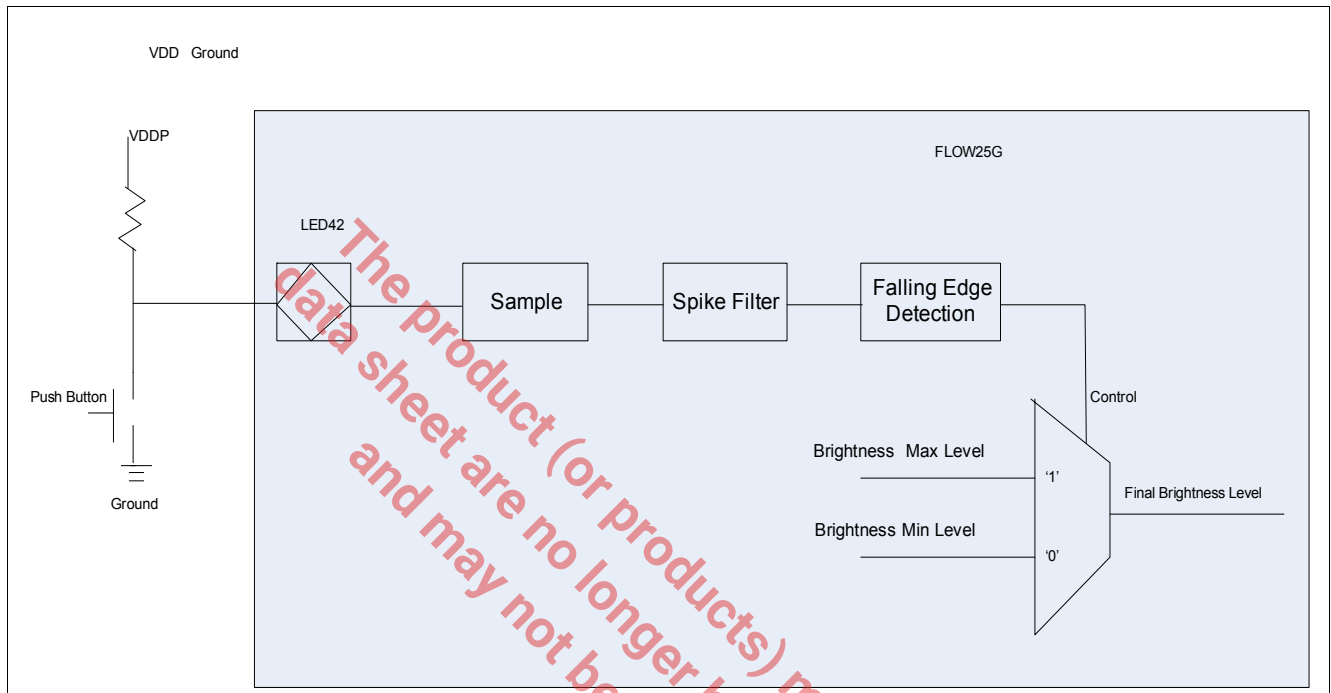 VDD Ground
FLOW25G
VDDP
LED42
Sample
Spike Filter
Falling Edge
Detection
Push Button
Ground
Control
Brightness Max Level
'1'
Final Brightness Level
Brightness Min Level
'0'
The product (or products)
data sheet are no longer
and may not be